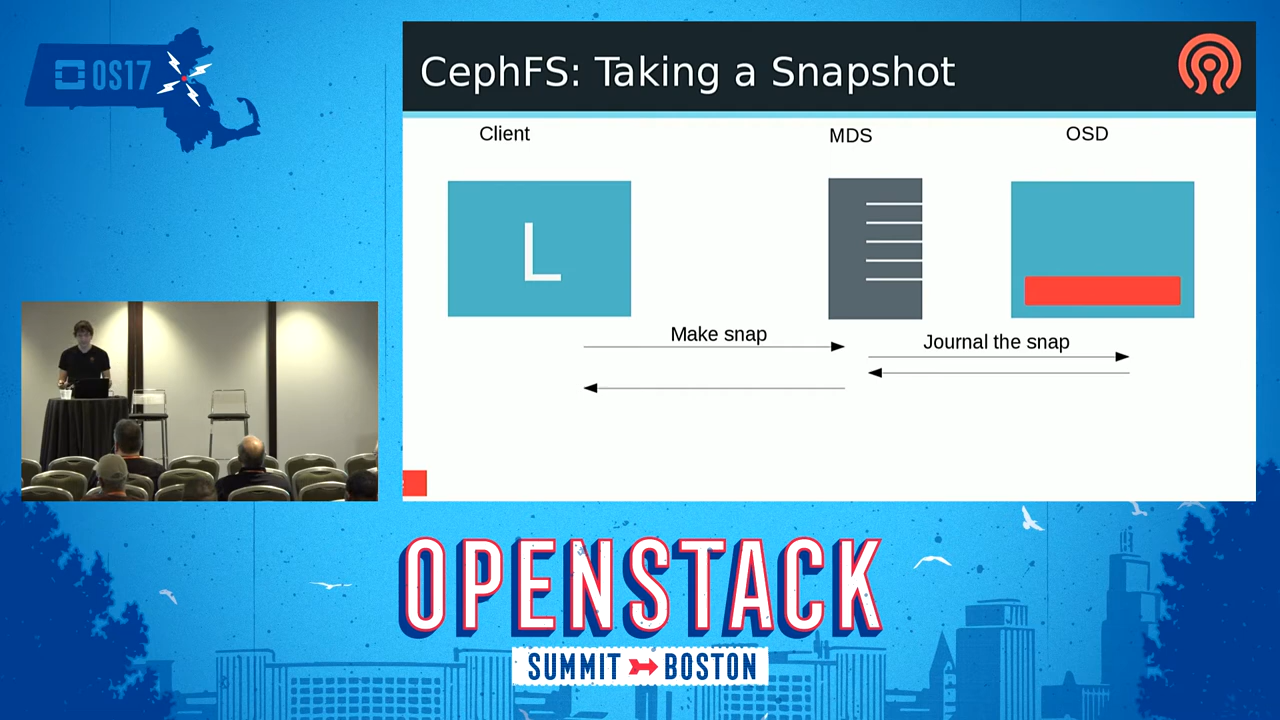 OS17
CephFS: Taking a Snapshot
Client
MDS
OSD
L
Make snap
Journal the snap
OPENSTACK
SUMMIT BOSTON